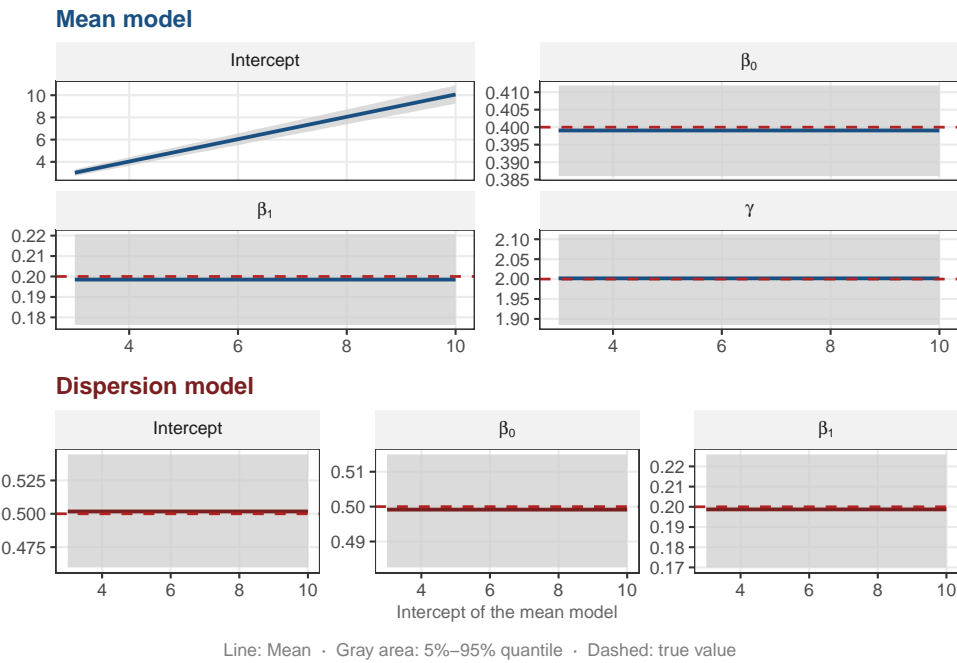 Mean model
Intercept
β₀
10
8
6
4
0.410
0.405
0.400
0.395
0.390
0.385
β₁
γ
0.22
0.21
0.20
0.19
0.18
4 6 8 10
2.10
2.05
2.00
1.95
1.90
4 6 8 10
Dispersion model
Intercept
β₀
β₁
0.525
0.500
0.475
4 6 8 10
0.51
0.50
0.49
4 6 8 10
0.22
0.21
0.20
0.19
0.18
0.17
4 6 8 10
Intercept of the mean model
Line: Mean · Gray area: 5%–95% quantile · Dashed: true value